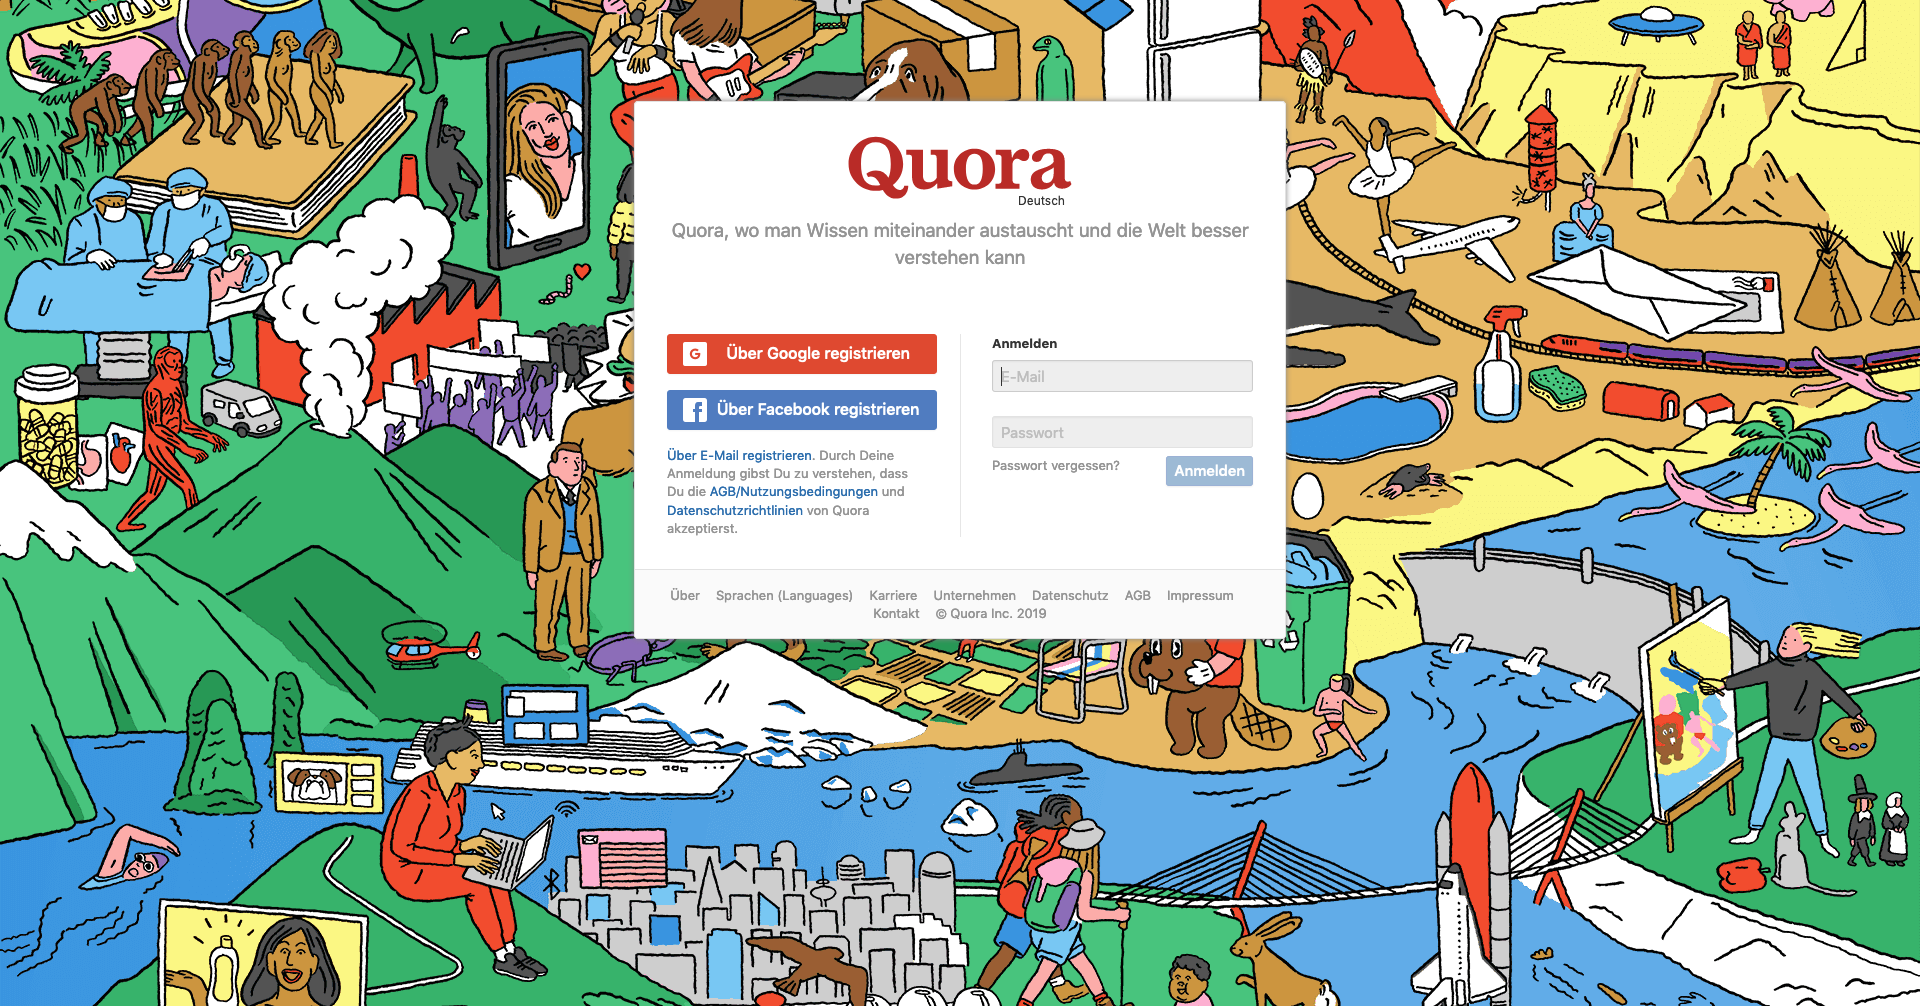 Quora
Deutsch
Quora, wo man Wissen miteinander austauscht und die Welt besser
verstehen kann
G Über Google registrieren
f Über Facebook registrieren
Über E-Mail registrieren. Durch Deine
Anmeldung gibst Du zu verstehen, dass
Du die AGB/Nutzungsbedingungen und
Datenschutzrichtlinien von Quora
akzeptierst.
Anmelden
E-Mail
Passwort
Passwort vergessen?
Anmelden
Über Sprachen (Languages) Karriere Unternehmen Datenschutz AGB Impressum
Kontakt © Quora Inc. 2019